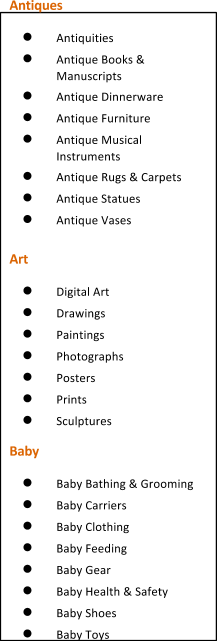 Antiques
● Antiquities
● Antique Books &
Manuscripts
● Antique Dinnerware
● Antique Furniture
● Antique Musical
Instruments
● Antique Rugs & Carpets
● Antique Statues
● Antique Vases
Art
● Digital Art
● Drawings
● Paintings
● Photographs
● Posters
● Prints
● Sculptures
Baby
● Baby Bathing & Grooming
● Baby Carriers
● Baby Clothing
● Baby Feeding
● Baby Gear
● Baby Health & Safety
● Baby Shoes
● Baby Toys